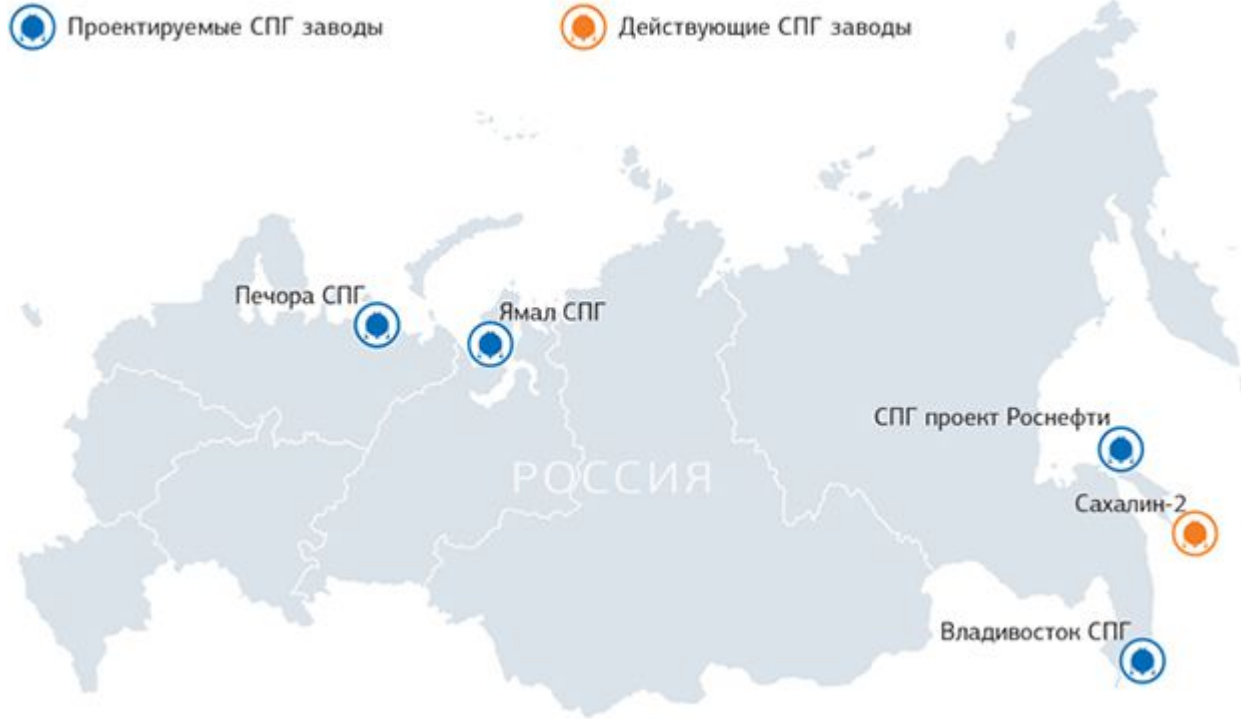 Проектируемые СПГ заводы
Действующие СПГ заводы
Печора СПГ
Ямал СПГ
СПГ проект Роснефти
РОССИЯ
Сахалин-2
Владивосток СПГ